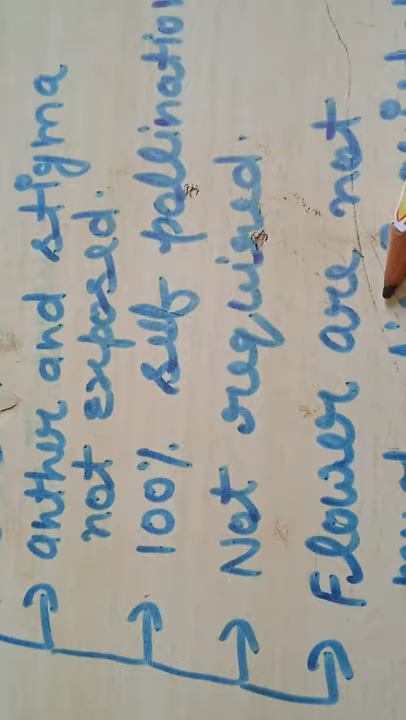 anther and stigma
not exposed.
100% self pollination
Not required.
Flower are not